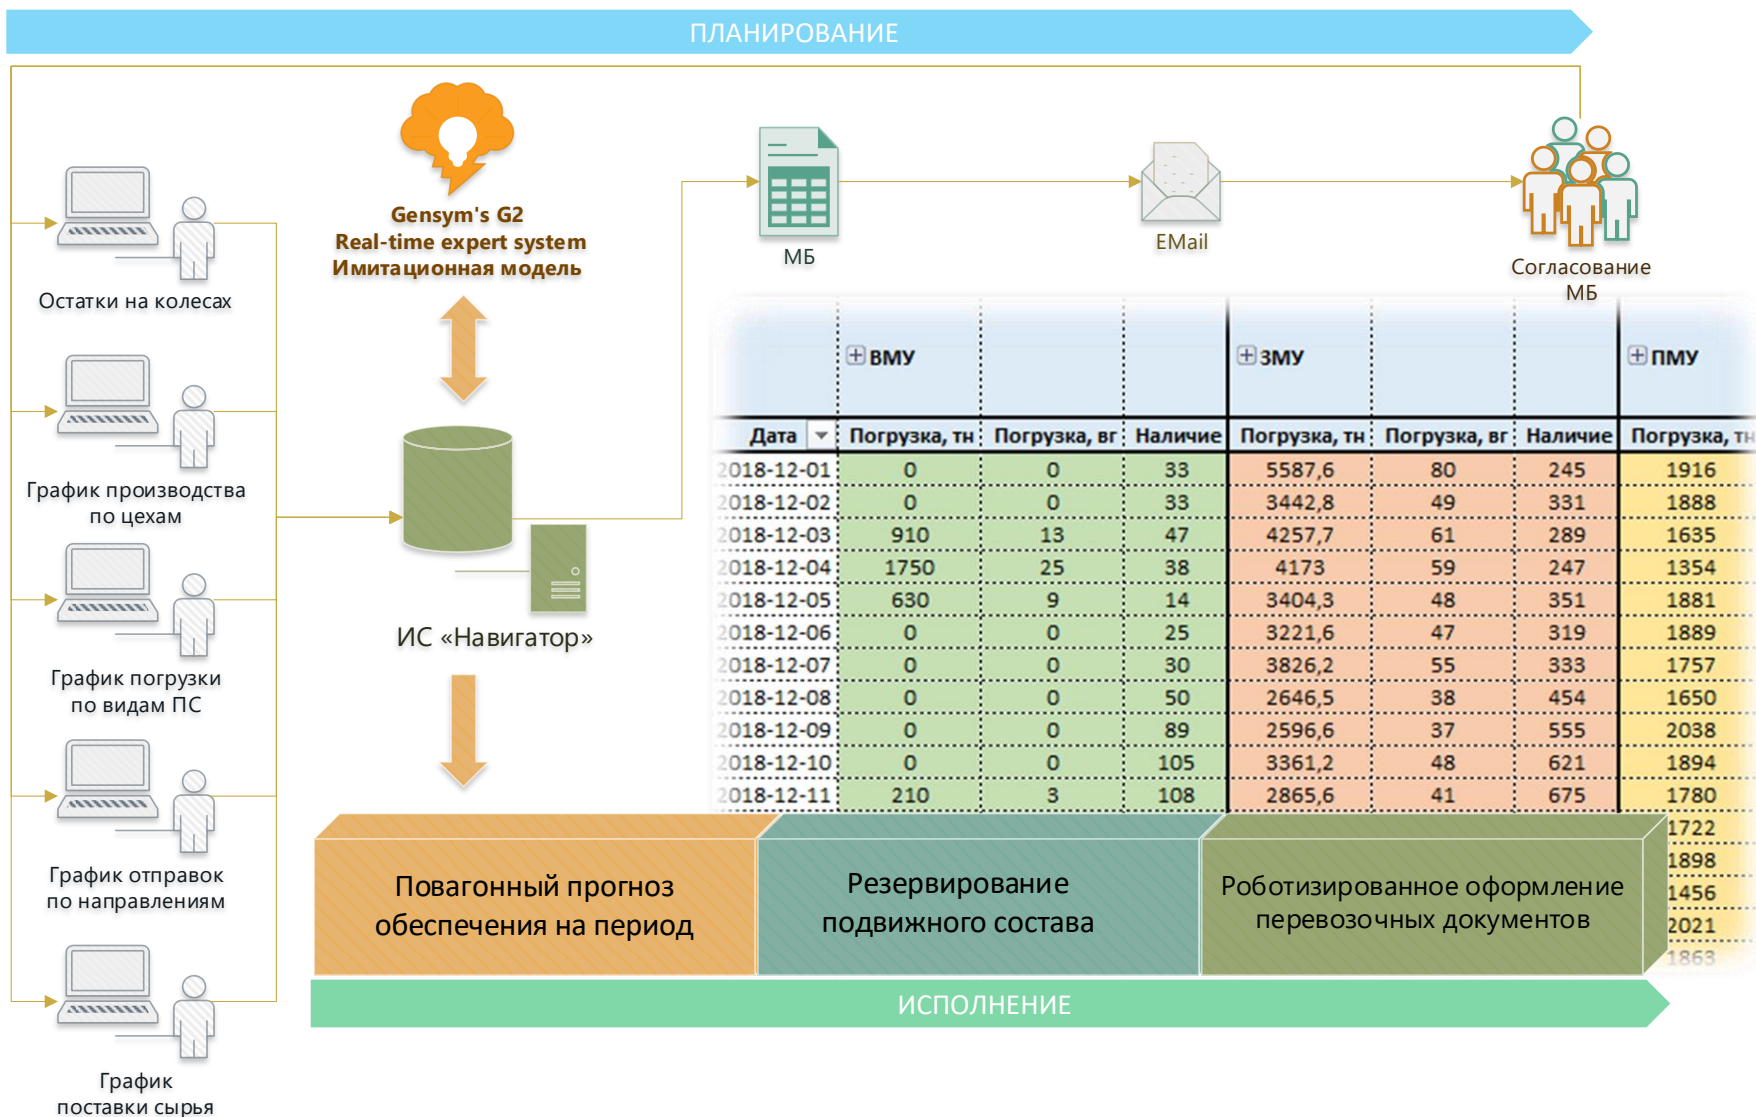 ПЛАНИРОВАНИЕ
Gensym's G2
Real-time expert system
Имитационная модель
МБ
EMail
Согласование
МБ
Остатки на колесах
График производства
по цехам
График погрузки
по видам ПС
График отправок
по направлениям
График
поставки сырья
ИС «Навигатор»
ВМУ ЗМУ ПМУ
Дата Погрузка, тн Погрузка, вг Наличие Погрузка, тн Погрузка, вг Наличие Погрузка, тн
2018-12-01 0 0 33 5587,6 80 245 1916
2018-12-02 0 0 33 3442,8 49 331 1888
2018-12-03 910 13 47 4257,7 61 289 1635
2018-12-04 1750 25 38 4173 59 247 1354
2018-12-05 630 9 14 3404,3 48 351 1881
2018-12-06 0 0 25 3221,6 47 319 1889
2018-12-07 0 0 30 3826,2 55 333 1757
2018-12-08 0 0 50 2646,5 38 454 1650
2018-12-09 0 0 89 2596,6 37 555 2038
2018-12-10 0 0 105 3361,2 48 621 1894
2018-12-11 210 3 108 2865,6 41 675 1780
1722
1898
1456
2021
1863
Повагонный прогноз
обеспечения на период
Резервирование
подвижного состава
Роботизированное оформление
перевозочных документов
ИСПОЛНЕНИЕ